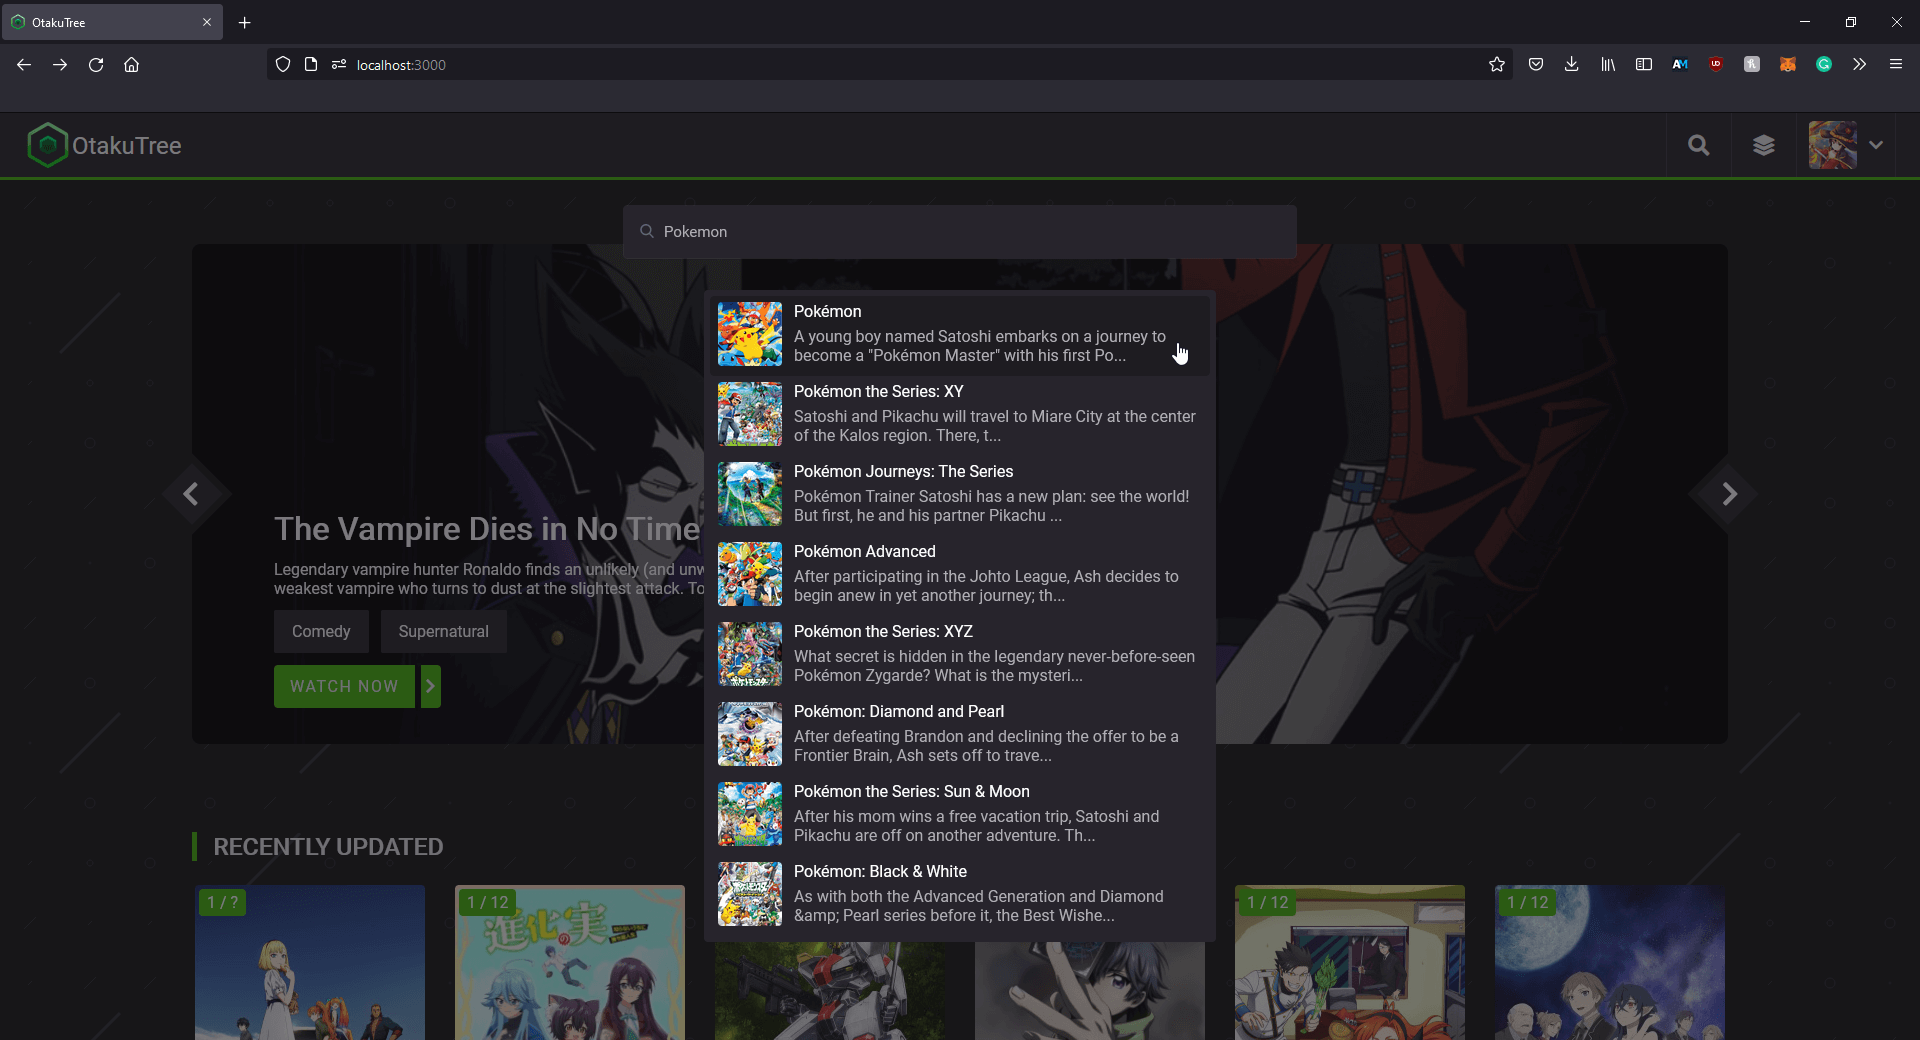 OtakuTree
localhost:3000
OtakuTree
Pokemon
Pokémon
A young boy named Satoshi embarks on a journey to
become a "Pokémon Master" with his first Po...
Pokémon the Series: XY
Satoshi and Pikachu will travel to Miare City at the center
of the Kalos region. There, t...
Pokémon Journeys: The Series
Pokémon Trainer Satoshi has a new plan: see the world!
But first, he and his partner Pikachu ...
Pokémon Advanced
After participating in the Johto League, Ash decides to
begin anew in yet another journey; th...
Pokémon the Series: XYZ
What secret is hidden in the legendary never-before-seen
Pokémon Zygarde? What is the mysteri...
Pokémon: Diamond and Pearl
After defeating Brandon and declining the offer to be a
Frontier Brain, Ash sets off to trave...
Pokémon the Series: Sun & Moon
After his mom wins a free vacation trip, Satoshi and
Pikachu are off on another adventure. Th...
Pokémon: Black & White
As with both the Advanced Generation and Diamond
&amp; Pearl series before it, the Best Wishe...
The Vampire Dies in No Time
Legendary vampire hunter Ronaldo finds an unlikely (and unw
weakest vampire who turns to dust at the slightest attack. To
Comedy
Supernatural
WATCH NOW
RECENTLY UPDATED
1 / ?
1 / 12
進化の実
1 / 12
1 / 12